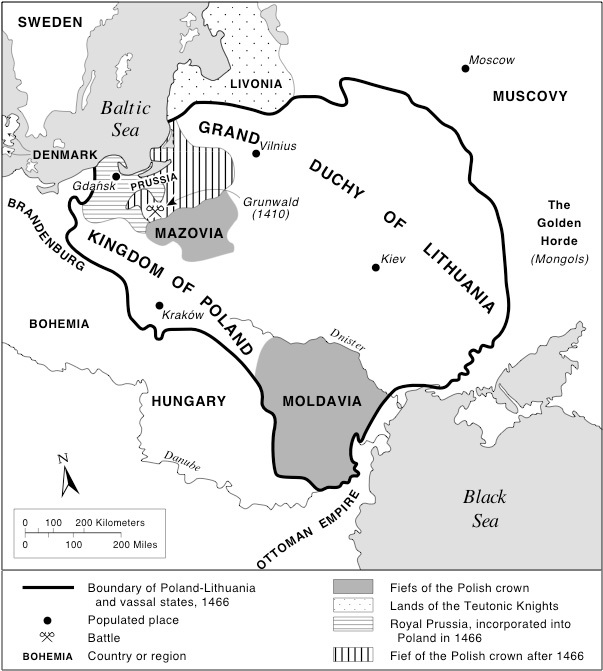 SWEDEN
Moscow
LIVONIA
MUSCOVY
Baltic
Sea
GRAND
Vilnius
DENMARK
DUCHY OF LITHUANIA
PRUSSIA
Gdańsk
Grunwald
(1410)
The
Golden
Horde
(Mongols)
BRANDENBURG
MAZOVIA
KINGDOM OF POLAND
Kiev
Kraków
BOHEMIA
Dnister
HUNGARY
MOLDAVIA
Danube
N
Black
Sea
OTTOMAN EMPIRE
0 100 200 Kilometers
0 100 200 Miles
Boundary of Poland-Lithuania
and vassal states, 1466
Populated place
Battle
BOHEMIA Country or region
Fiefs of the Polish crown
Lands of the Teutonic Knights
Royal Prussia, incorporated into
Poland in 1466
Fief of the Polish crown after 1466